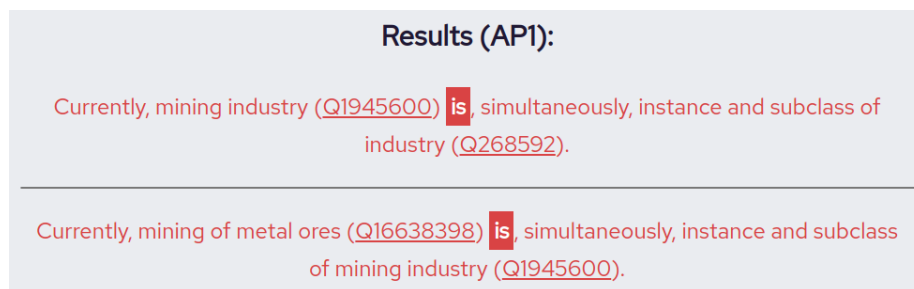 Results (AP1):
Currently, mining industry (Q1945600) is, simultaneously, instance and subclass of
industry (Q268592).
Currently, mining of metal ores (Q16638398) is, simultaneously, instance and subclass
of mining industry (Q1945600).